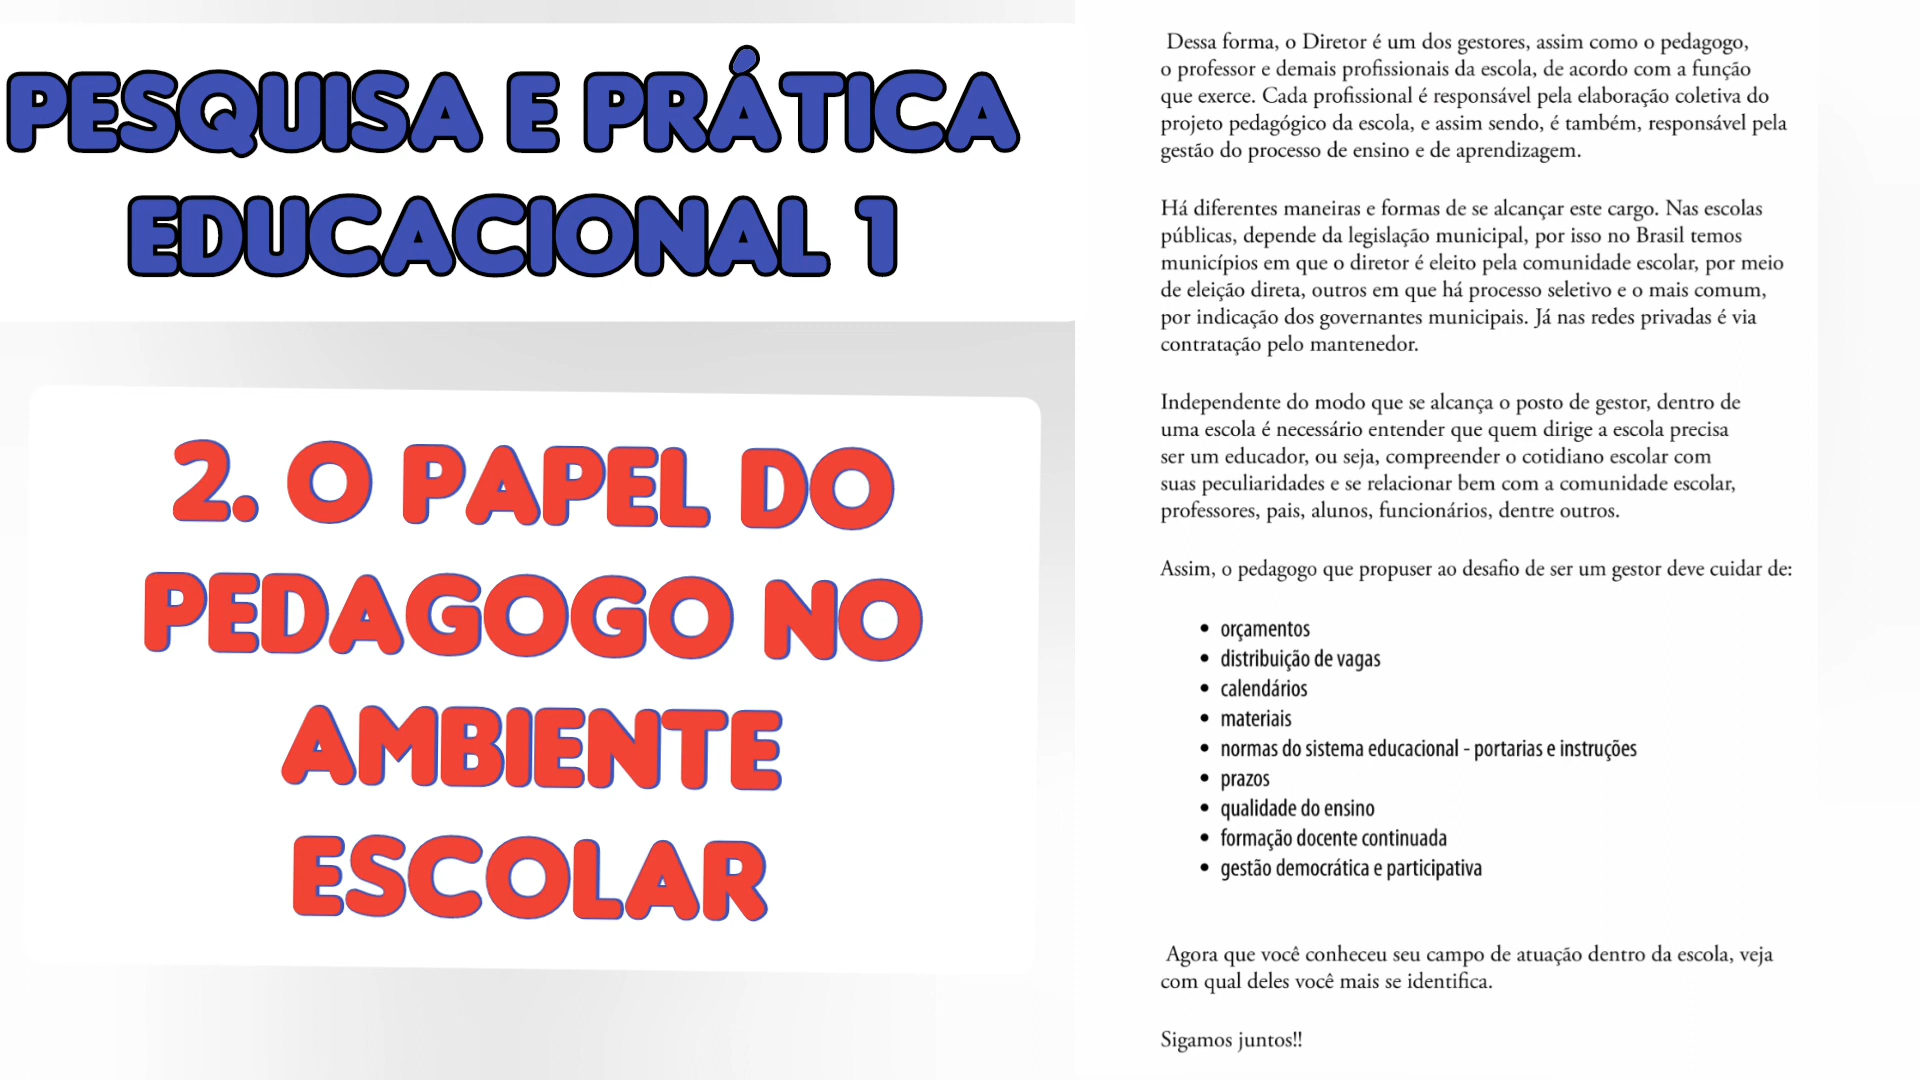 PESQUISA E PRÁTICA
EDUCACIONAL 1
2. O PAPEL DO
PEDAGOGO NO
AMBIENTE
ESCOLAR
Dessa forma, o Diretor é um dos gestores, assim como o pedagogo,
o professor e demais profissionais da escola, de acordo com a função
que exerce. Cada profissional é responsável pela elaboração coletiva do
projeto pedagógico da escola, e assim sendo, é também, responsável pela
gestão do processo de ensino e de aprendizagem.
Há diferentes maneiras e formas de se alcançar este cargo. Nas escolas
públicas, depende da legislação municipal, por isso no Brasil temos
municípios em que o diretor é eleito pela comunidade escolar, por meio
de eleição direta, outros em que há processo seletivo e o mais comum,
por indicação dos governantes municipais. Já nas redes privadas é via
contratação pelo mantenedor.
Independente do modo que se alcança o posto de gestor, dentro de
uma escola é necessário entender que quem dirige a escola precisa
ser um educador, ou seja, compreender o cotidiano escolar com
suas peculiaridades e se relacionar bem com a comunidade escolar,
professores, pais, alunos, funcionários, dentre outros.
Assim, o pedagogo que propuser ao desafio de ser um gestor deve cuidar de:
• orçamentos
• distribuição de vagas
• calendários
• materiais
• normas do sistema educacional - portarias e instruções
• prazos
• qualidade do ensino
• formação docente continuada
• gestão democrática e participativa
Agora que você conheceu seu campo de atuação dentro da escola, veja
com qual deles você mais se identifica.
Sigamos juntos!!